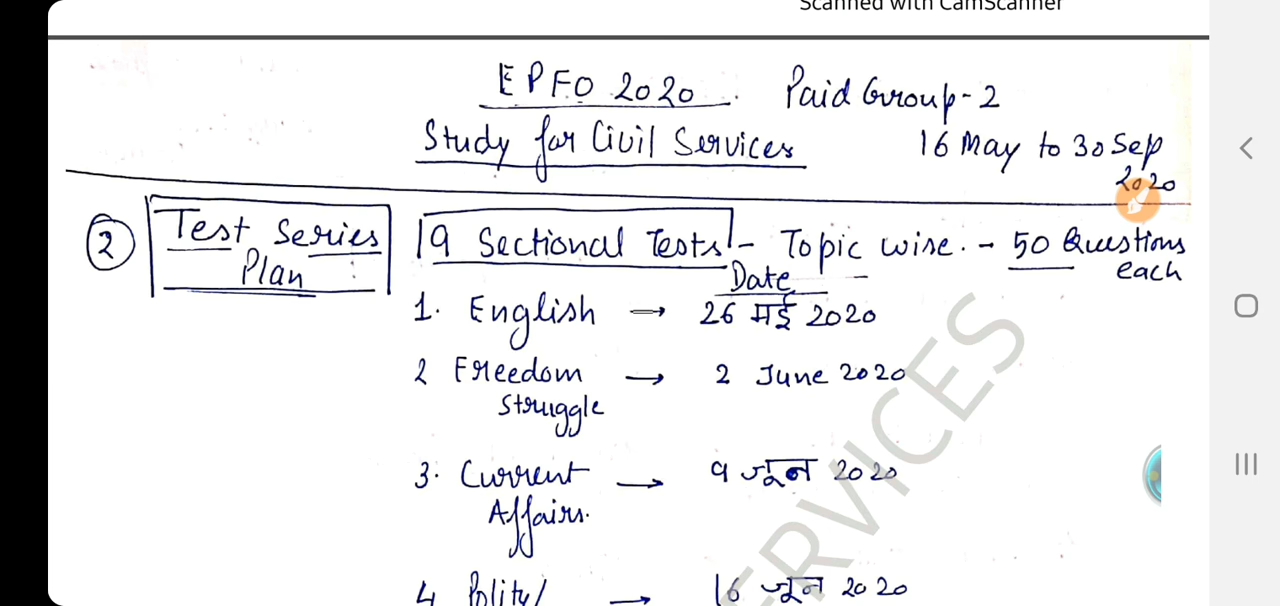 Scanned with CamScanner
EPFO 2020 Paid Group-2
Study for Civil Services 16 May to 30 Sep
2020
② Test Series Plan
19 Sectional Tests - Topic wise. - 50 Questions each
Date
1. English → 26 मई 2020
2 Freedom Struggle → 2 June 2020
3. Current Affairs. → 9 जून 2020
4 Polity/ → 16 जून 2020
SERVICES